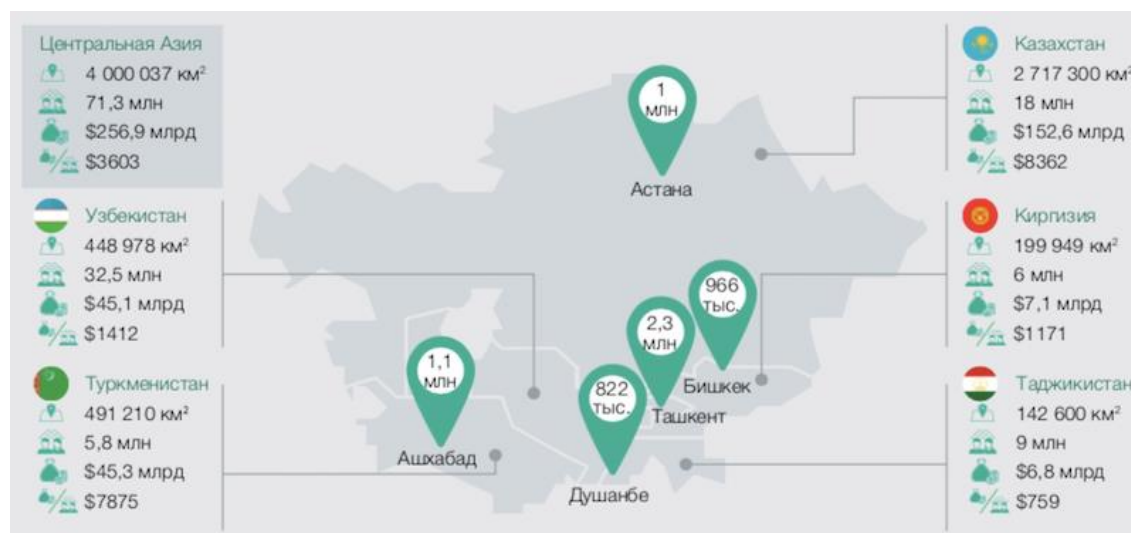 Центральная Азия
4 000 037 км²
71,3 млн
$256,9 млрд
$3603
Узбекистан
448 978 км²
32,5 млн
$45,1 млрд
$1412
Туркменистан
491 210 км²
5,8 млн
$45,3 млрд
$7875
1
млн
Астана
966
тыс.
Бишкек
2,3
млн
Ташкент
1,1
млн
Ашхабад
822
тыс.
Душанбе
Казахстан
2 717 300 км²
18 млн
$152,6 млрд
$8362
Киргизия
199 949 км²
6 млн
$7,1 млрд
$1171
Таджикистан
142 600 км²
9 млн
$6,8 млрд
$759